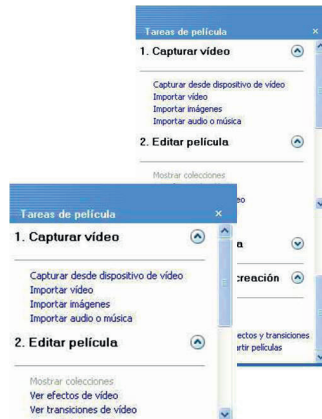 Tareas de película
1. Capturar vídeo
Capturar desde dispositivo de vídeo
Importar vídeo
Importar imágenes
Importar audio o música
2. Editar película
Mostrar colecciones
creación
ectos y transiciones
rtir películas
Tareas de película
1. Capturar vídeo
Capturar desde dispositivo de vídeo
Importar vídeo
Importar imágenes
Importar audio o música
2. Editar película
Mostrar colecciones
Ver efectos de vídeo
Ver transiciones de vídeo